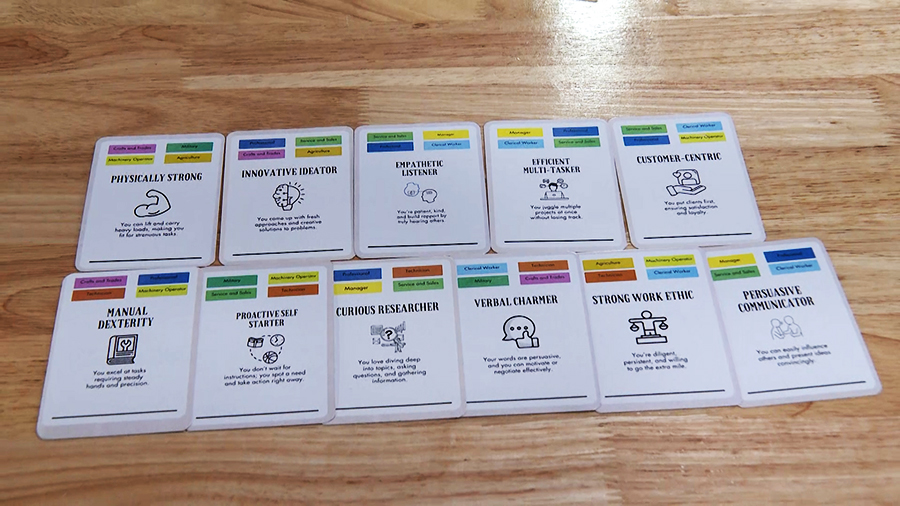 Crafts and Trades Military
Machinery Operator Agriculture
PHYSICALLY STRONG
You can lift and carry
heavy loads, making you
fit for strenuous tasks
Professional Service and Sales
Crafts and Trades Agriculture
INNOVATIVE IDEATOR
You come up with fresh
approaches and creative
solutions to problems.
Service and Sales Manager
Professional Clerical Worker
EMPATHETIC
LISTENER
You're patient, kind,
and build rapport by
truly hearing others
Manager Professional
Clerical Worker Service and Sales
EFFICIENT
MULTI-TASKER
You juggle multiple
projects at once
without losing track.
Service and Sales Clerical Worker
Professional Machinery Operator
CUSTOMER-CENTRIC
You put clients first,
ensuring satisfaction
and loyalty
Crafts and Trades Professional
Technician Machinery Operator
MANUAL
DEXTERITY
You excel at tasks
requiring steady
hands and precision.
Military Machinery Operator
Service and Sales Technician
PROACTIVE SELF
STARTER
You don't wait for
instructions; you spot a need
and take action right away.
Professional Technician
Manager Service and Sales
CURIOUS RESEARCHER
You love diving deep
into topics, asking
questions, and gathering
information.
Clerical Worker Technician
Military Crafts and Trades
VERBAL CHARMER
Your words are persuasive,
and you can motivate or
negotiate effectively.
Agriculture Machinery Operator
Technician Clerical Worker
STRONG WORK ETHIC
You're diligent,
persistent, and willing
to go the extra mile.
Manager Professional
Service and Sales Clerical Worker
PERSUASIVE
COMMUNICATOR
You can easily influence
others and present ideas
convincingly.